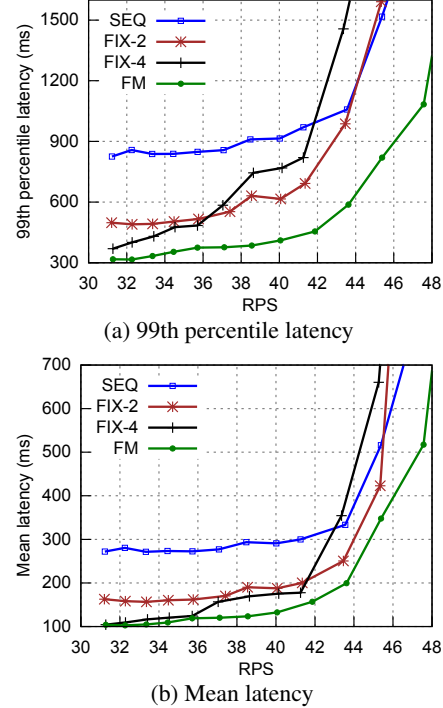 1500
1200
900
600
300
99th percentile latency (ms)
SEQ
FIX-2
FIX-4
FM
30 32 34 36 38 40 42 44 46 48
RPS
(a) 99th percentile latency
700
600
500
400
300
200
100
Mean latency (ms)
SEQ
FIX-2
FIX-4
FM
30 32 34 36 38 40 42 44 46 48
RPS
(b) Mean latency